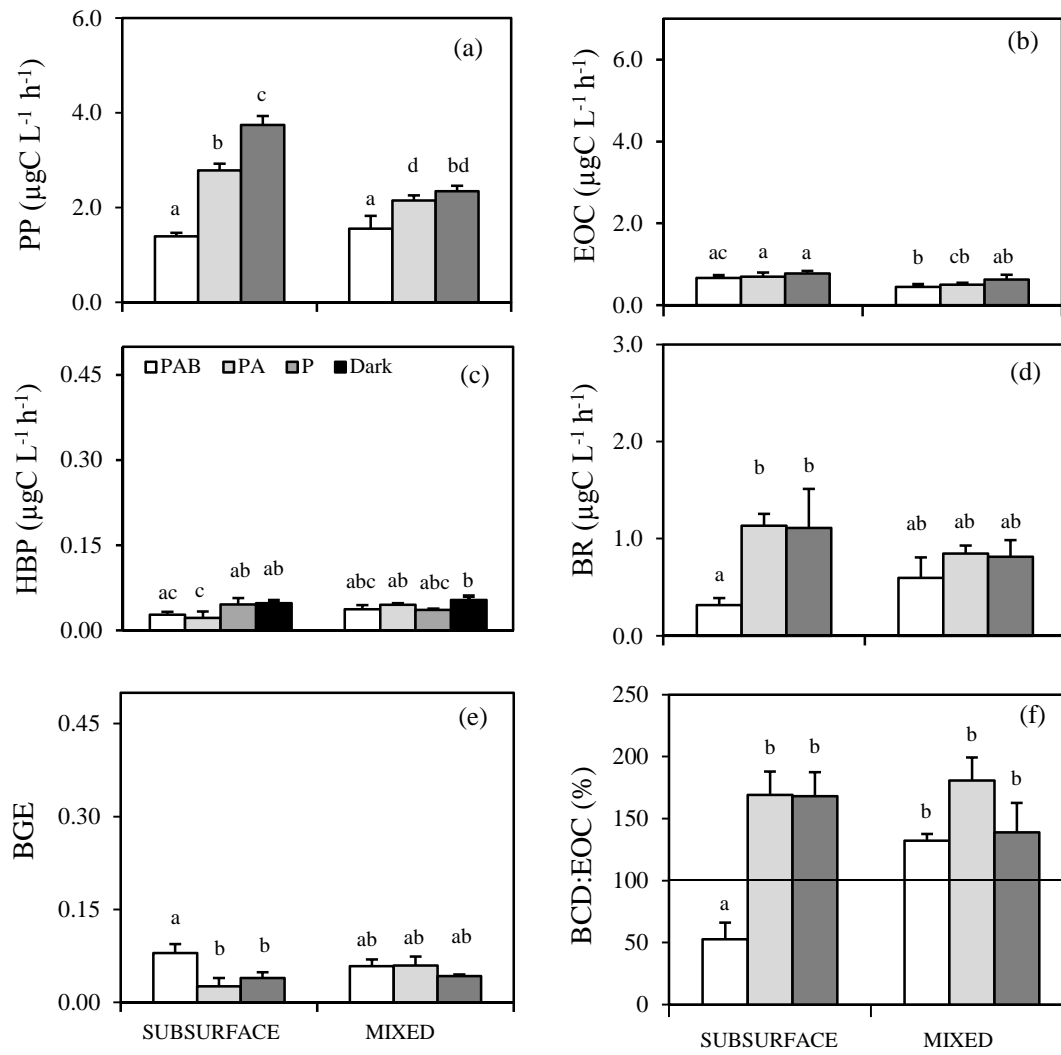 (a)
PP (µgC L⁻¹ h⁻¹)
6.0
4.0
2.0
0.0
a b c a d bd
(b)
EOC (µgC L⁻¹ h⁻¹)
6.0
4.0
2.0
0.0
ac a a b cb ab
(c)
HBP (µgC L⁻¹ h⁻¹)
0.45
0.30
0.15
0.00
PAB PA P Dark
ac c ab ab abc ab abc b
(d)
BR (µgC L⁻¹ h⁻¹)
3.0
2.0
1.0
0.0
a b b ab ab ab
(e)
BGE
0.45
0.30
0.15
0.00
a b b ab ab ab
SUBSURFACE MIXED
(f)
BCD:EOC (%)
250
200
150
100
50
0
a b b b b b
SUBSURFACE MIXED